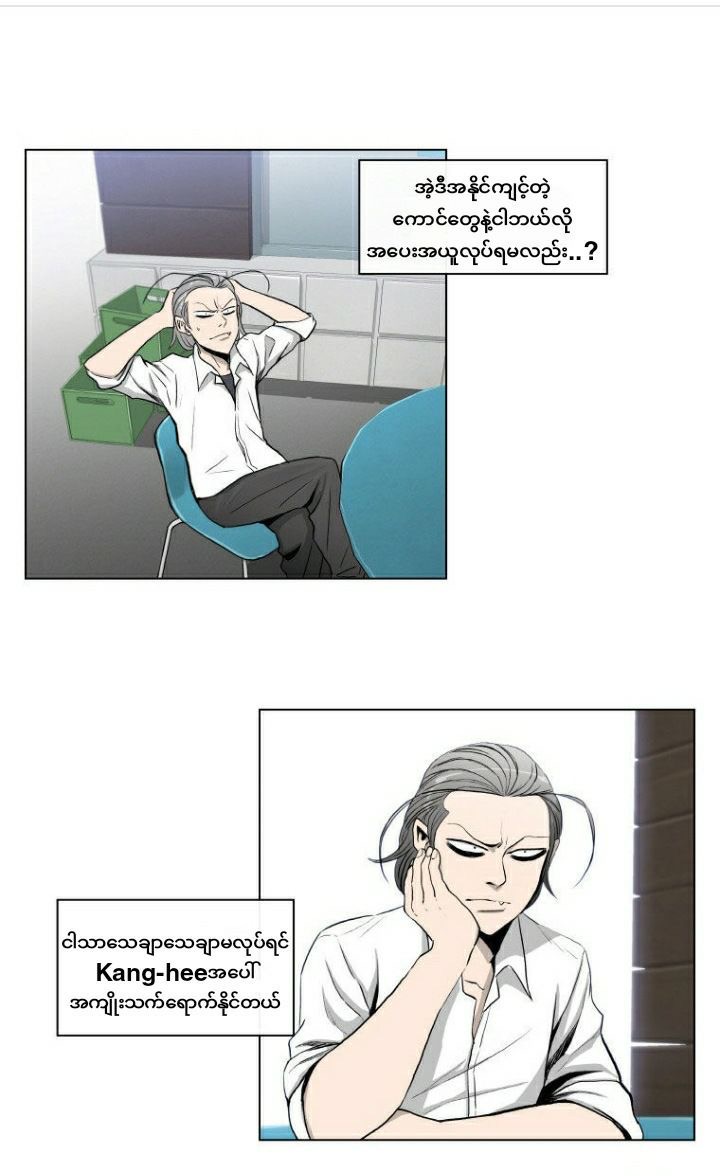 အဲ့ဒီအနိုင်ကျင့်တဲ့
ကောင်တွေနဲ့ငါဘယ်လို
အပေးအယူလုပ်ရမလည်း..?
ငါသာသေချာသေချာမလုပ်ရင်
Kang-heeအပေါ်
အကျိုးသက်ရောက်နိုင်တယ်